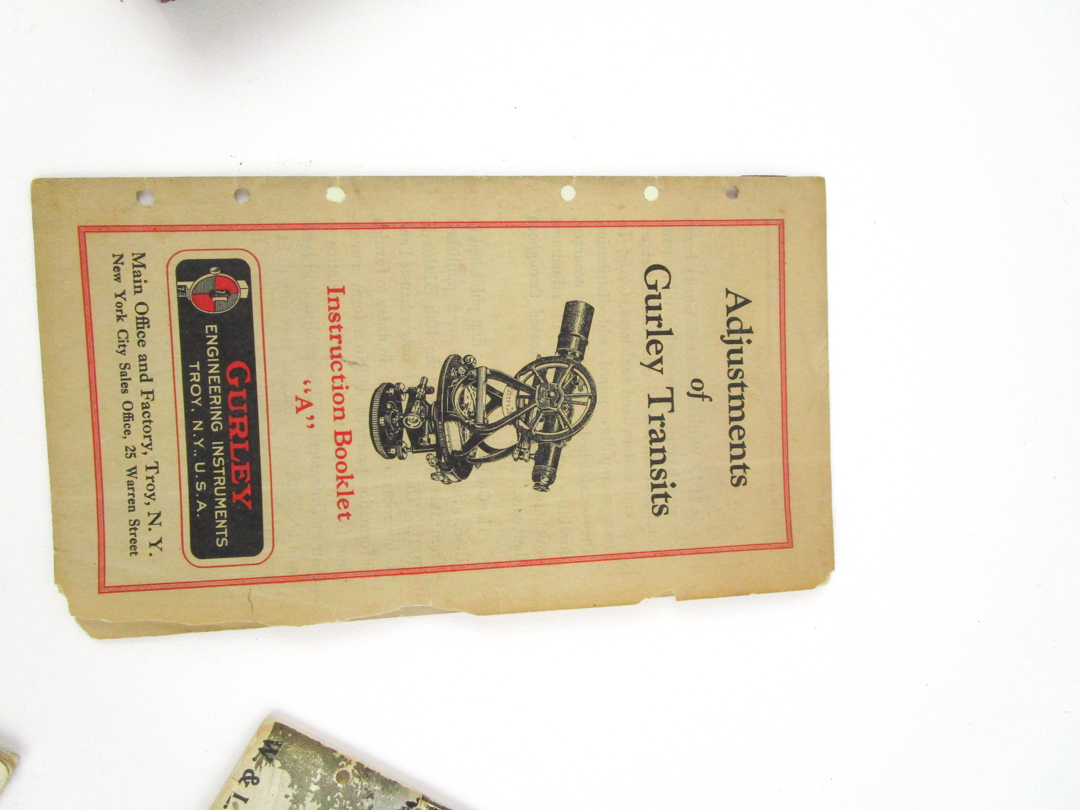 Adjustments
of
Gurley Transits
Instruction Booklet
"A"
GURLEY
ENGINEERING INSTRUMENTS
TROY, N.Y., U.S.A.
Main Office and Factory, Troy, N. Y.
New York City Sales Office, 25 Warren Street
W. & L.